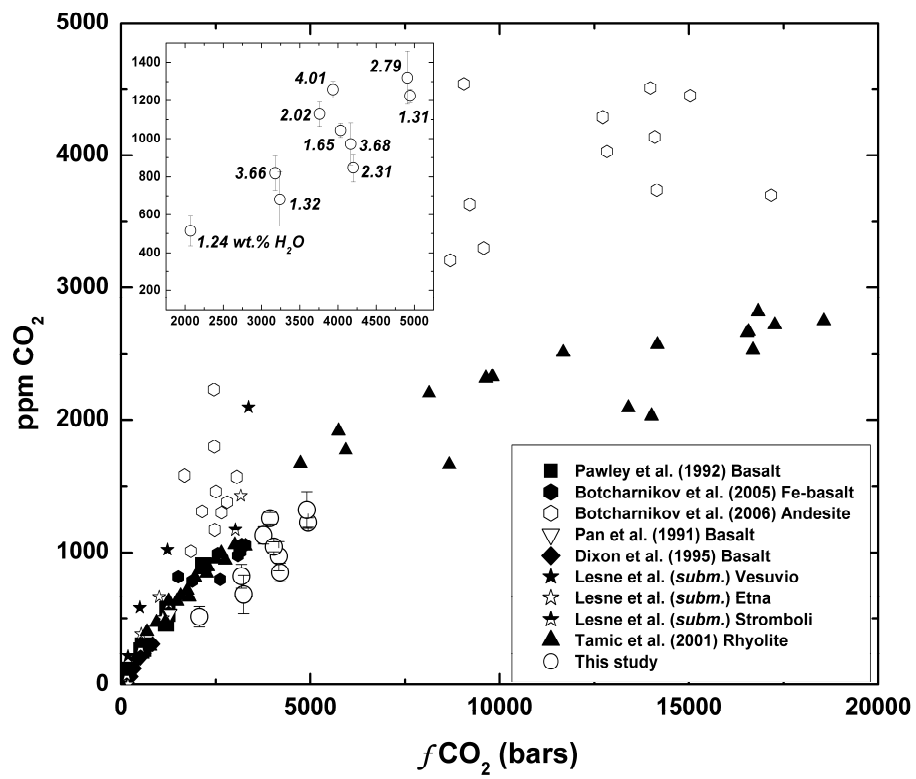 5000
4000
3000
2000
1000
0
ppm CO2
0 5000 10000 15000 20000
fCO2 (bars)
1400
1200
1000
800
600
400
200
2000 2500 3000 3500 4000 4500 5000
2.79
4.01
2.02
1.31
1.65
3.68
3.66
2.31
1.32
1.24 wt.% H2O
Pawley et al. (1992) Basalt
Botcharnikov et al. (2005) Fe-basalt
Botcharnikov et al. (2006) Andesite
Pan et al. (1991) Basalt
Dixon et al. (1995) Basalt
Lesne et al. (subm.) Vesuvio
Lesne et al. (subm.) Etna
Lesne et al. (subm.) Stromboli
Tamic et al. (2001) Rhyolite
This study